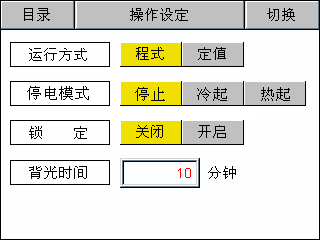 目录 操作设定 切换
运行方式 程式 定值
停电模式 停止 冷起 热起
锁 定 关闭 开启
背光时间 10 分钟